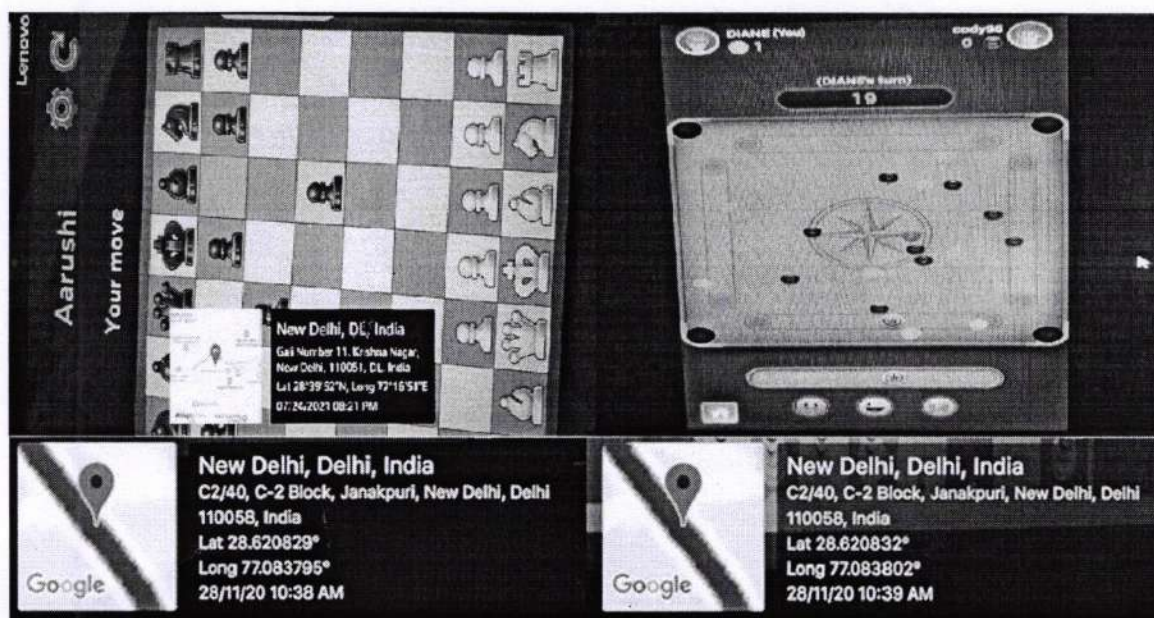 Lenovo
Aarushi
Your move
New Delhi, DL, India
Gali Number 11, Krishna Nagar,
New Delhi, 110051, DL, India
Lat 28°39'52"N, Long 77°16'51"E
07/24/2021 08:21 PM
DIANE (You)
1
cody96
0
(DIANE's turn)
19
New Delhi, Delhi, India
C2/40, C-2 Block, Janakpuri, New Delhi, Delhi
110058, India
Lat 28.620829°
Long 77.083795°
28/11/20 10:38 AM
Google
New Delhi, Delhi, India
C2/40, C-2 Block, Janakpuri, New Delhi, Delhi
110058, India
Lat 28.620832°
Long 77.083802°
28/11/20 10:39 AM
Google